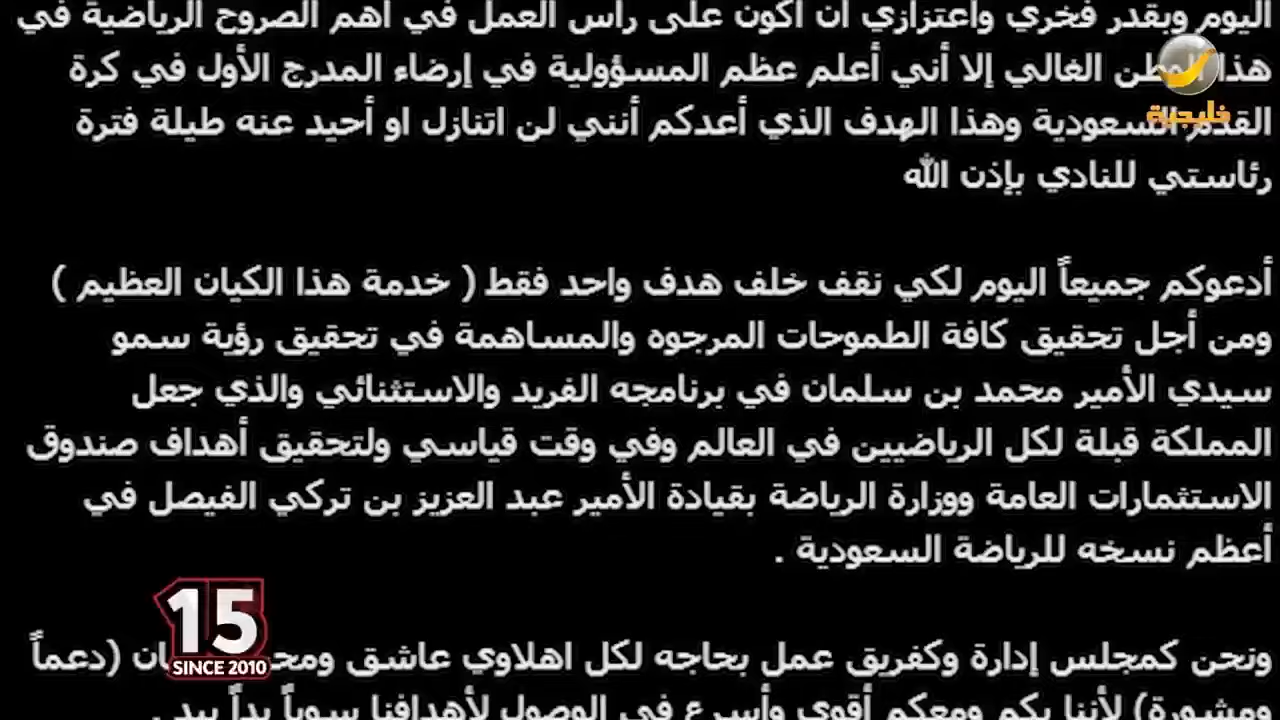 اليوم وبقدر فخري واعتزازي ان اكون على رأس العمل في اهم الصروح الرياضية في
هذا الوطن الغالي إلا أني أعلم عظم المسؤولية في إرضاء المدرج الأول في كرة
القدم السعودية وهذا الهدف الذي أعدكم أنني لن اتنازل او أحيد عنه طيلة فترة
رئاستي للنادي بإذن الله
أدعوكم جميعاً اليوم لكي نقف خلف هدف واحد فقط ( خدمة هذا الكيان العظيم )
ومن أجل تحقيق كافة الطموحات المرجوه والمساهمة في تحقيق رؤية سمو
سيدي الأمير محمد بن سلمان في برنامجه الفريد والاستثنائي والذي جعل
المملكة قبلة لكل الرياضيين في العالم وفي وقت قياسي ولتحقيق أهداف صندوق
الاستثمارات العامة ووزارة الرياضة بقيادة الأمير عبد العزيز بن تركي الفيصل في
أعظم نسخه للرياضة السعودية .
ونحن كمجلس إدارة وكفريق عمل بحاجه لكل اهلاوي عاشق (دعماً
ومشورة) لأننا بكم ومعكم أقوى وأسرع في الوصول لأهدافنا سوياً يداً بيد .
خليجية
15
SINCE 2010